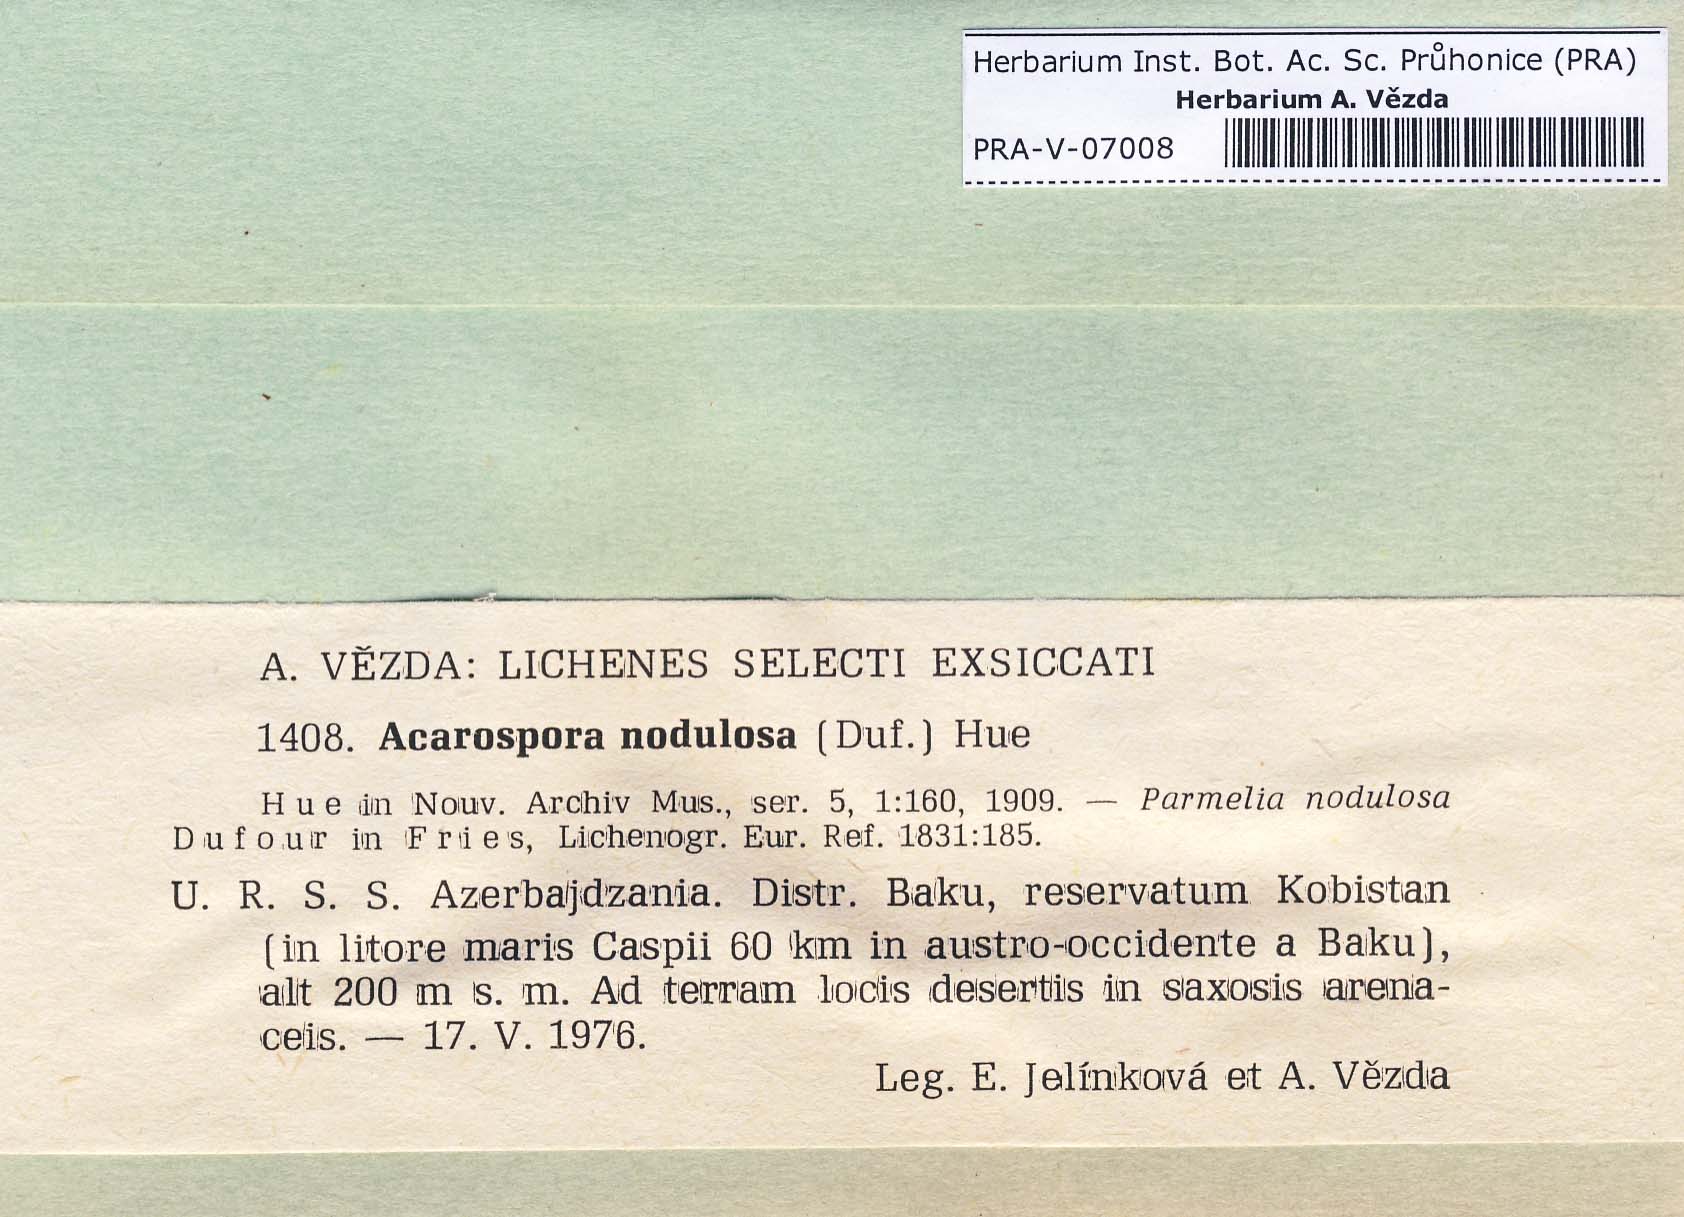 Herbarium Inst. Bot. Ac. Sc. Průhonice (PRA)
Herbarium A. Vězda
PRA-V-07008
A. VĚZDA: LICHENES SELECTI EXSICCATI
1408. Acarospora nodulosa (Duf.) Hue
Hue in Nouv. Archiv Mus., ser. 5, 1:160, 1909. — Parmelia nodulosa
Dufour in Fries, Lichenogr. Eur. Ref. 1831:185.
U. R. S. S. Azerbajdzania. Distr. Baku, reservatum Kobistan
(in litore maris Caspii 60 km in austro-occidente a Baku),
alt 200 m s. m. Ad terram locis desertis in saxosis arena-
ceis. — 17. V. 1976.
Leg. E. Jelínková et A. Vězda